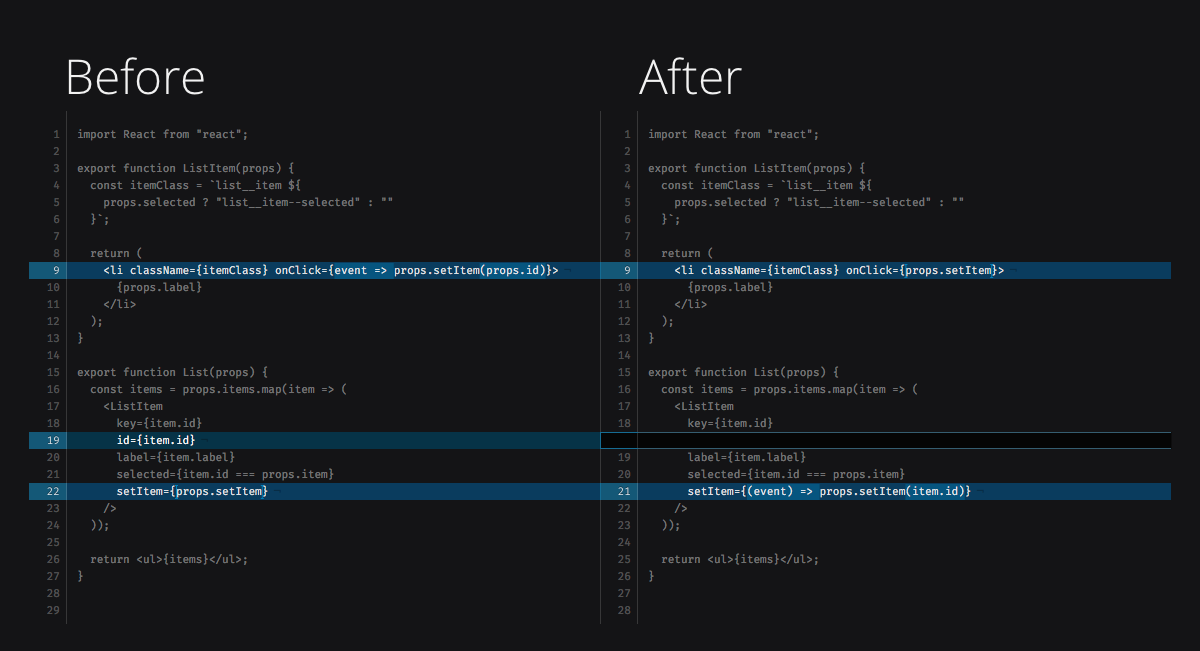 Before
1 import React from "react";
2
3 export function ListItem(props) {
4 const itemClass = `list__item ${
5 props.selected ? "list__item--selected" : ""
6 }`;
7
8 return (
9 <li className={itemClass} onClick={event => props.setItem(props.id)}>
10 {props.label}
11 </li>
12 );
13 }
14
15 export function List(props) {
16 const items = props.items.map(item => (
17 <ListItem
18 key={item.id}
19 id={item.id}
20 label={item.label}
21 selected={item.id === props.item}
22 setItem={props.setItem}
23 />
24 ));
25
26 return <ul>{items}</ul>;
27 }
28
29
After
1 import React from "react";
2
3 export function ListItem(props) {
4 const itemClass = `list__item ${
5 props.selected ? "list__item--selected" : ""
6 }`;
7
8 return (
9 <li className={itemClass} onClick={props.setItem}>
10 {props.label}
11 </li>
12 );
13 }
14
15 export function List(props) {
16 const items = props.items.map(item => (
17 <ListItem
18 key={item.id}
19 label={item.label}
20 selected={item.id === props.item}
21 setItem={(event) => props.setItem(item.id)}
22 />
23 ));
24
25 return <ul>{items}</ul>;
26 }
27
28